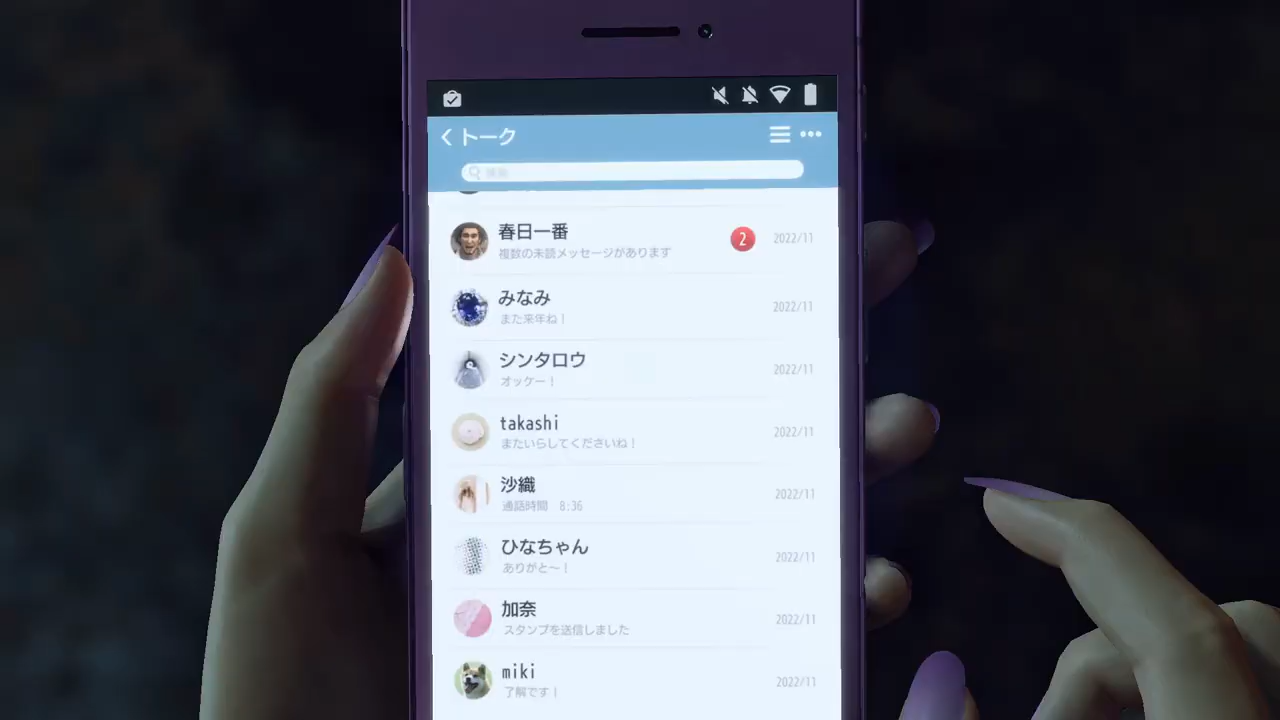 トーク
検索
春日一番
複数の未読メッセージがあります
2
2022/11
みなみ
また来年ね！
2022/11
シンタロウ
オッケー！
2022/11
takashi
またいらしてくださいね！
2022/11
沙織
通話時間 8:36
2022/11
ひなちゃん
ありがと～！
2022/11
加奈
スタンプを送信しました
2022/11
miki
了解です！
2022/11